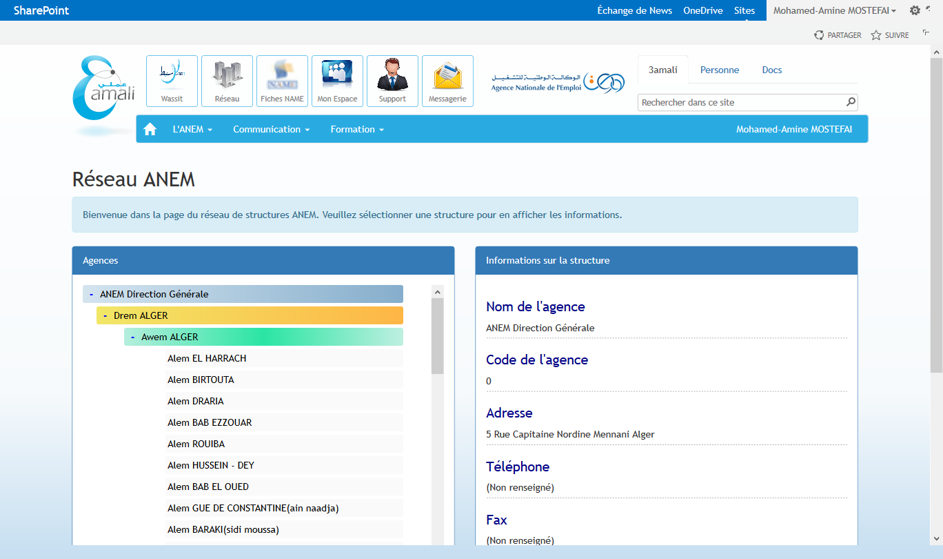 SharePoint
Échange de News OneDrive Sites Mohamed-Amine MOSTEFAI
PARTAGER SUIVRE
عملي
3amali
Wassit
Réseau
Fiches NAME
Mon Espace
Support
Messagerie
الوكالة الوطنية للتشغيل
Agence Nationale de l'Emploi
3amali Personne Docs
Rechercher dans ce site
L'ANEM Communication Formation Mohamed-Amine MOSTEFAI
Réseau ANEM
Bienvenue dans la page du réseau de structures ANEM. Veuillez sélectionner une structure pour en afficher les informations.
Agences
- ANEM Direction Générale
- Drem ALGER
- Awem ALGER
Alem EL HARRACH
Alem BIRTOUTA
Alem DRARIA
Alem BAB EZZOUAR
Alem ROUIBA
Alem HUSSEIN - DEY
Alem BAB EL OUED
Alem GUE DE CONSTANTINE(ain naadja)
Alem BARAKI(sidi moussa)
Informations sur la structure
Nom de l'agence
ANEM Direction Générale
Code de l'agence
0
Adresse
5 Rue Capitaine Nordine Mennani Alger
Téléphone
(Non renseigné)
Fax
(Non renseigné)